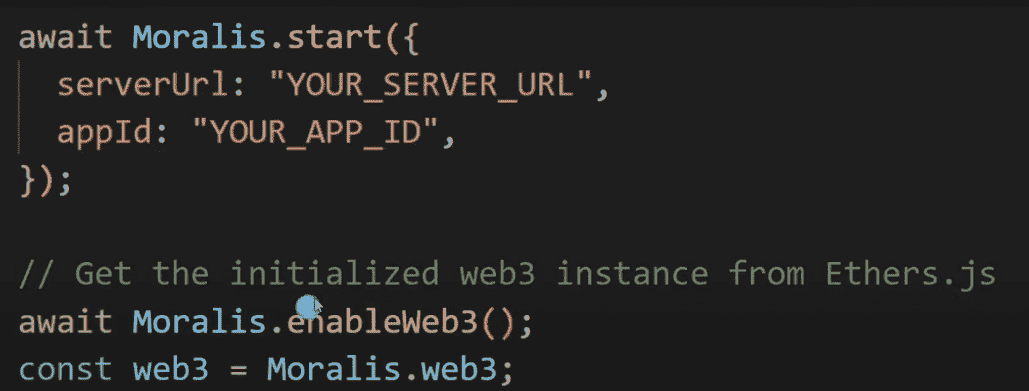 await Moralis.start({
  serverUrl: "YOUR_SERVER_URL",
  appId: "YOUR_APP_ID",
});
// Get the initialized web3 instance from Ethers.js
await Moralis.enableWeb3();
const web3 = Moralis.web3;